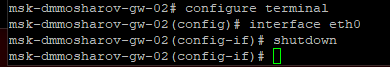 msk-dmmosharov-gw-02# configure terminal
msk-dmmosharov-gw-02(config)# interface eth0
msk-dmmosharov-gw-02(config-if)# shutdown
msk-dmmosharov-gw-02(config-if)#